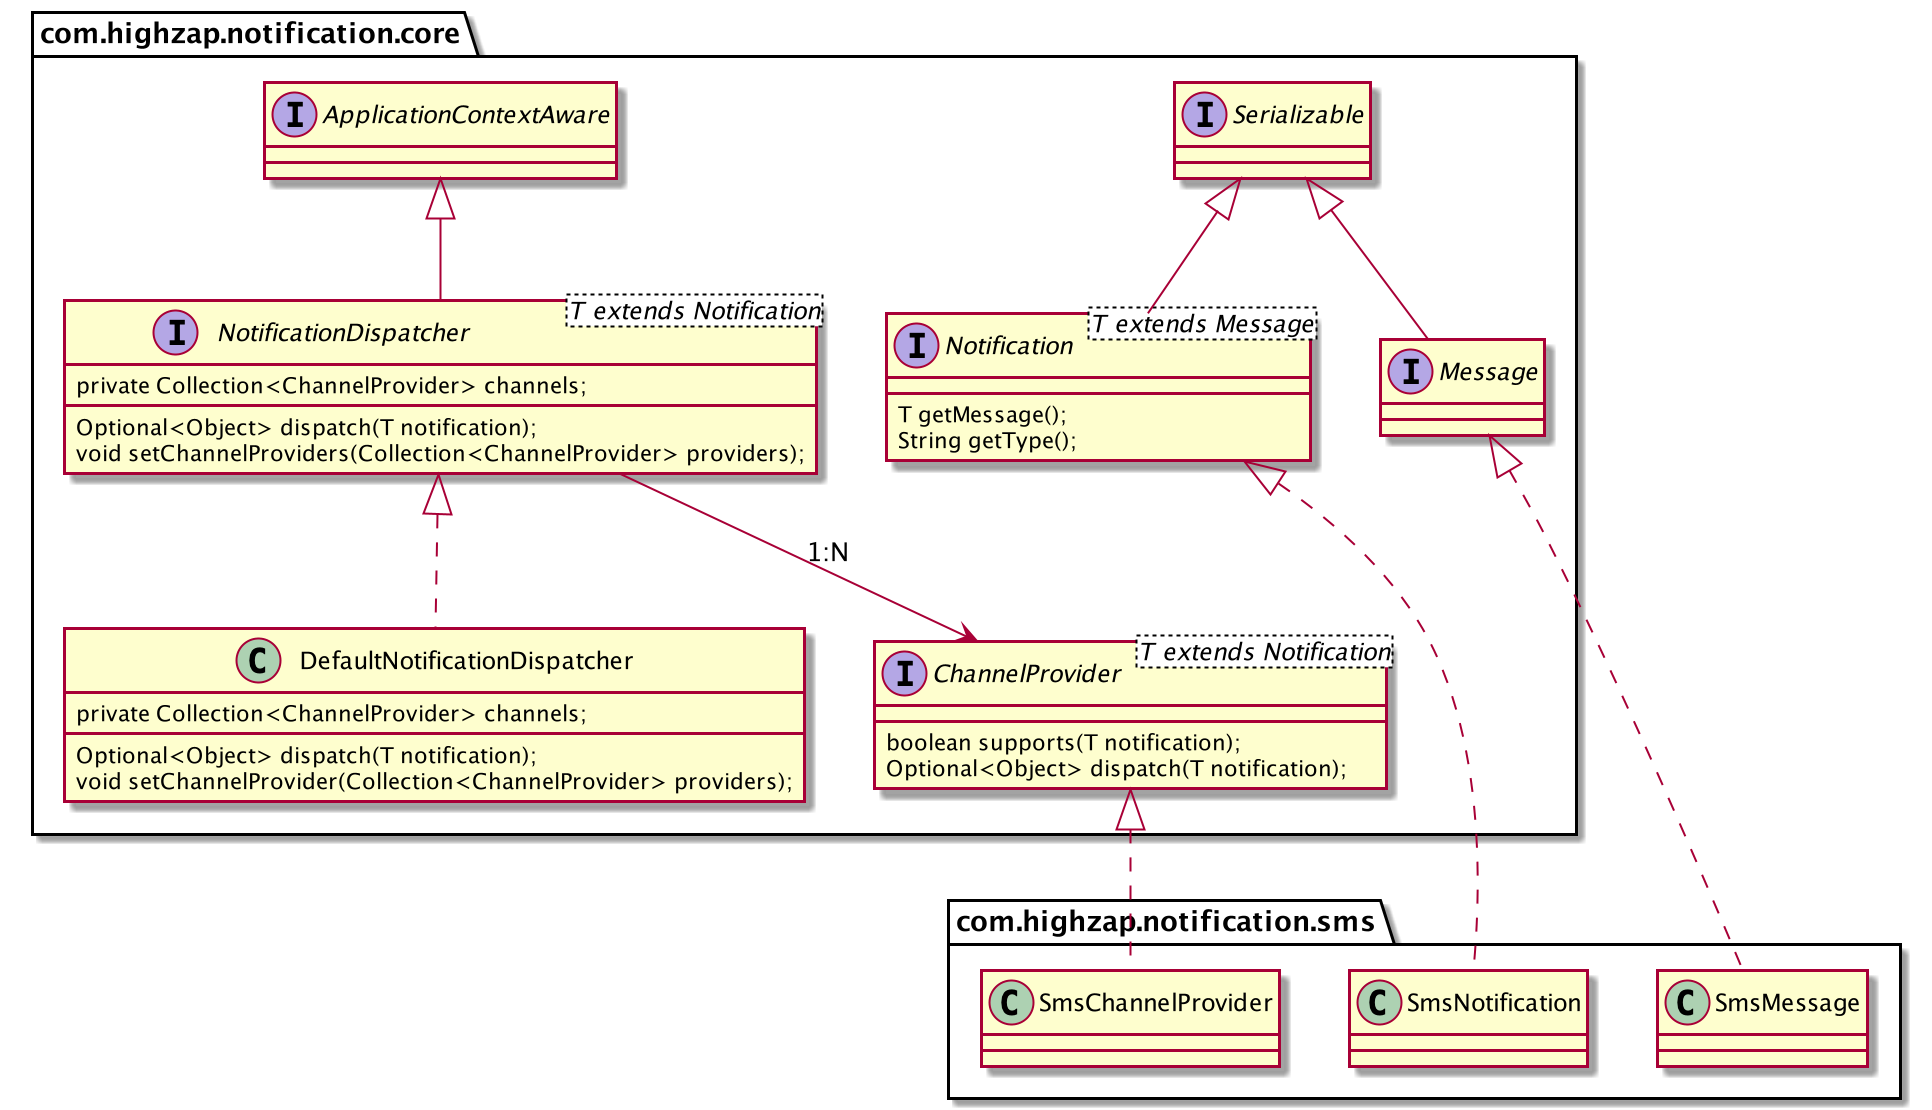 com.highzap.notification.core
I ApplicationContextAware
I Serializable
I NotificationDispatcher
T extends Notification
private Collection<ChannelProvider> channels;
Optional<Object> dispatch(T notification);
void setChannelProviders(Collection<ChannelProvider> providers);
I Notification
T extends Message
T getMessage();
String getType();
I Message
1:N
C DefaultNotificationDispatcher
private Collection<ChannelProvider> channels;
Optional<Object> dispatch(T notification);
void setChannelProvider(Collection<ChannelProvider> providers);
I ChannelProvider
T extends Notification
boolean supports(T notification);
Optional<Object> dispatch(T notification);
com.highzap.notification.sms
C SmsChannelProvider
C SmsNotification
C SmsMessage